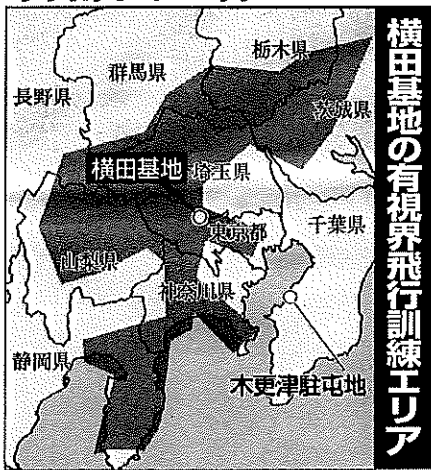 横田基地の有視界飛行訓練エリア
栃木県
群馬県
長野県
茨城県
横田基地
埼玉県
千葉県
東京都
山梨県
神奈川県
静岡県
木更津駐屯地